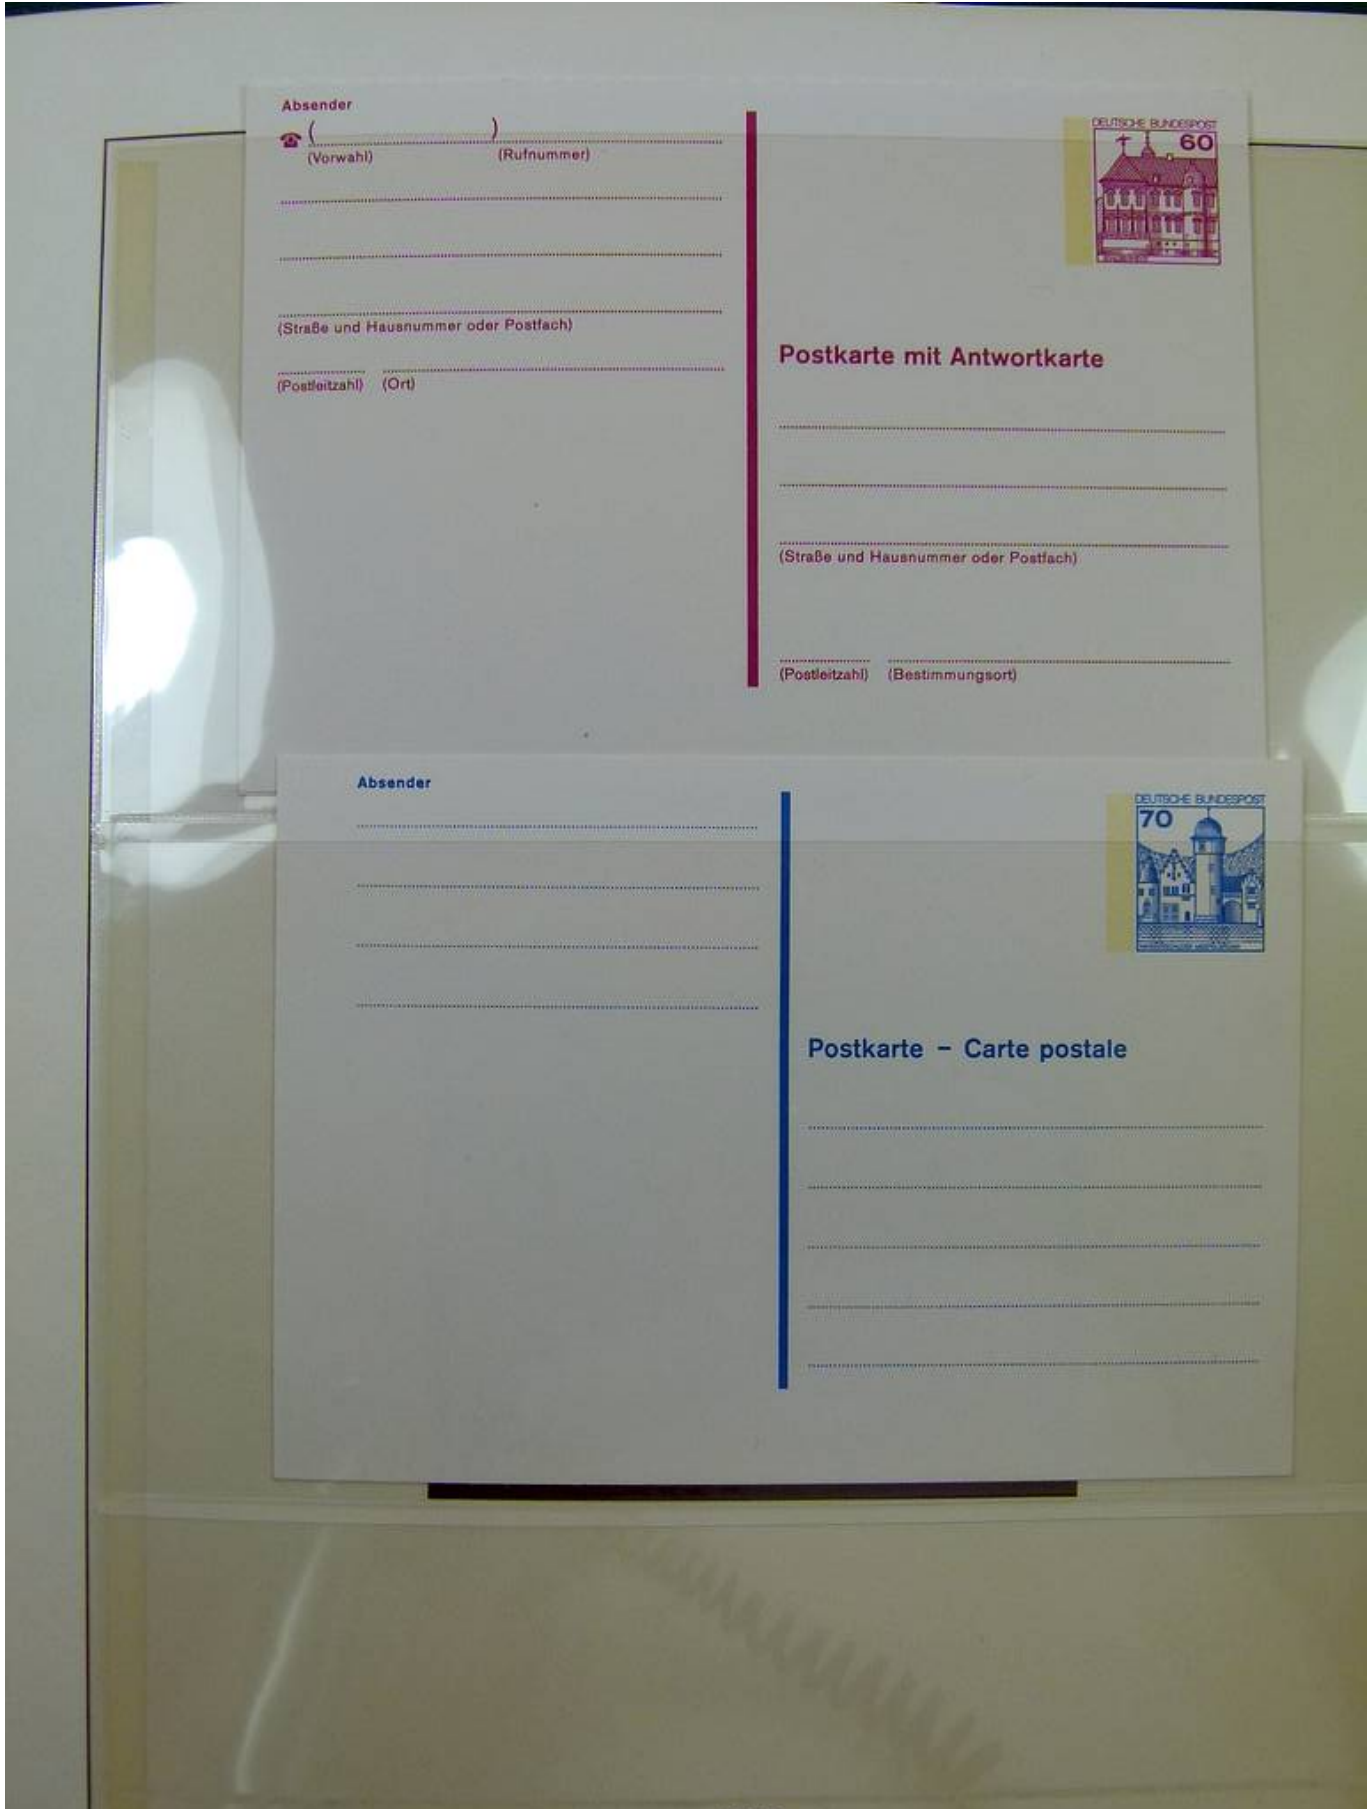 Absender
☎ ( )
(Vorwahl) (Rufnummer)
(Straße und Hausnummer oder Postfach)
(Postleitzahl) (Ort)
DEUTSCHE BUNDESPOST
60
Postkarte mit Antwortkarte
(Straße und Hausnummer oder Postfach)
(Postleitzahl) (Bestimmungsort)
Absender
DEUTSCHE BUNDESPOST
70
Postkarte – Carte postale